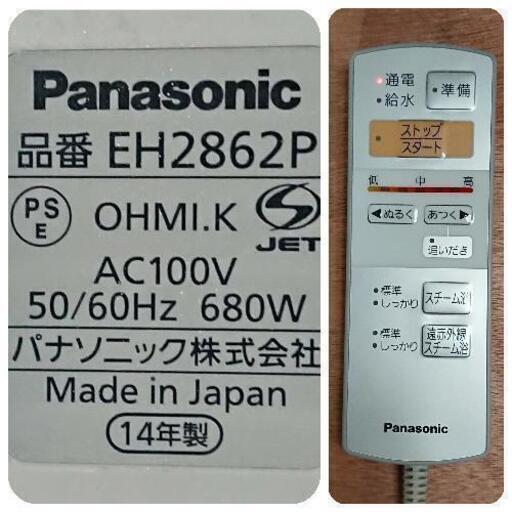 Panasonic
品番 EH2862P
PS
E
OHMI.K
JET
AC100V
50/60Hz 680W
パナソニック株式会社
Made in Japan
14年製
通電
給水
準備
ストップ
スタート
低 中 高
◀ぬるく
あつく▶
追いだき
標準
しっかり
スチーム浴
標準
しっかり
遠赤外線
スチーム浴
Panasonic